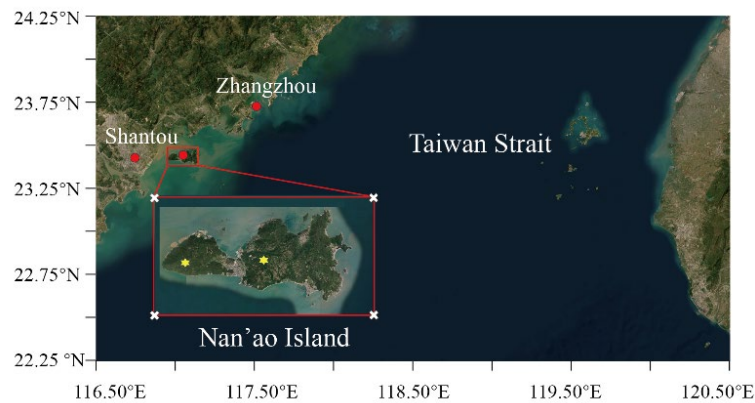 24.25°N
Zhangzhou
23.75°N
Shantou
Taiwan Strait
23.25°N
22.75°N
Nan’ao Island
22.25 °N
116.50°E 117.50°E 118.50°E 119.50°E 120.50°E